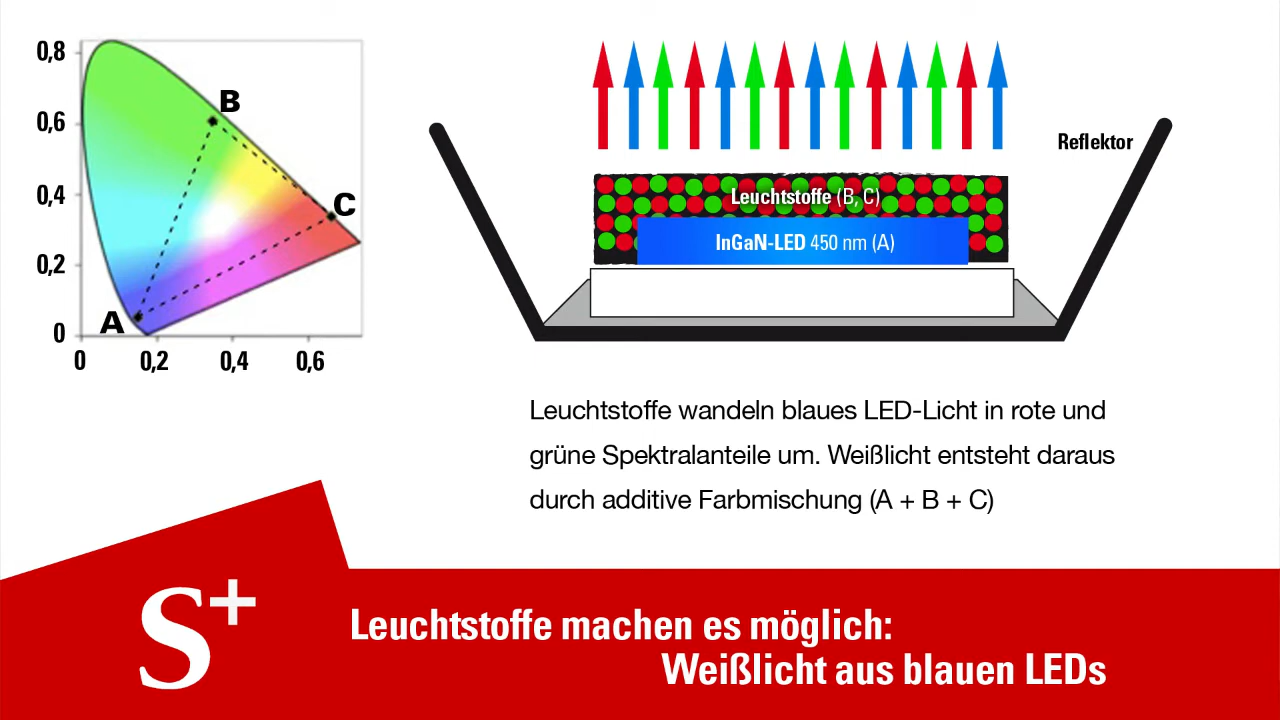 0,8
0,6
0,4
0,2
0
0 0,2 0,4 0,6
A
B
C
Reflektor
Leuchtstoffe (B, C)
InGaN-LED 450 nm (A)
Leuchtstoffe wandeln blaues LED-Licht in rote und
grüne Spektralanteile um. Weißlicht entsteht daraus
durch additive Farbmischung (A + B + C)
S+
Leuchtstoffe machen es möglich:
Weißlicht aus blauen LEDs